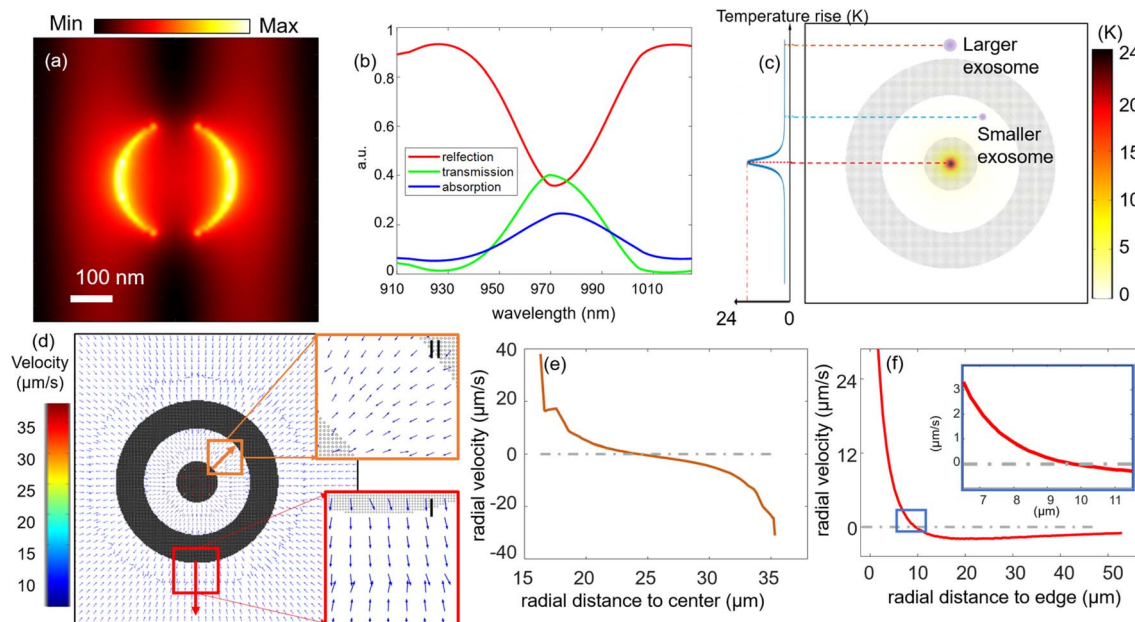 Min Max
(a)
100 nm
(b)
a.u.
1
0.8
0.6
0.4
0.2
0
relfection
transmission
absorption
910 930 950 970 990 1010
wavelength (nm)
Temperature rise (K)
0
(c)
24 0
Larger
exosome
Smaller
exosome
(K)
24
20
15
10
5
0
(d)
Velocity
(µm/s)
35
30
25
20
15
10
II
I
(e)
radial velocity (µm/s)
40
20
0
-20
-40
15 20 25 30 35
radial distance to center (µm)
(f)
radial velocity (µm/s)
24
12
0
0 10 20 30 40 50
radial distance to edge (µm)
(µm/s)
3
2
1
0
7 8 9 10 11
(µm)